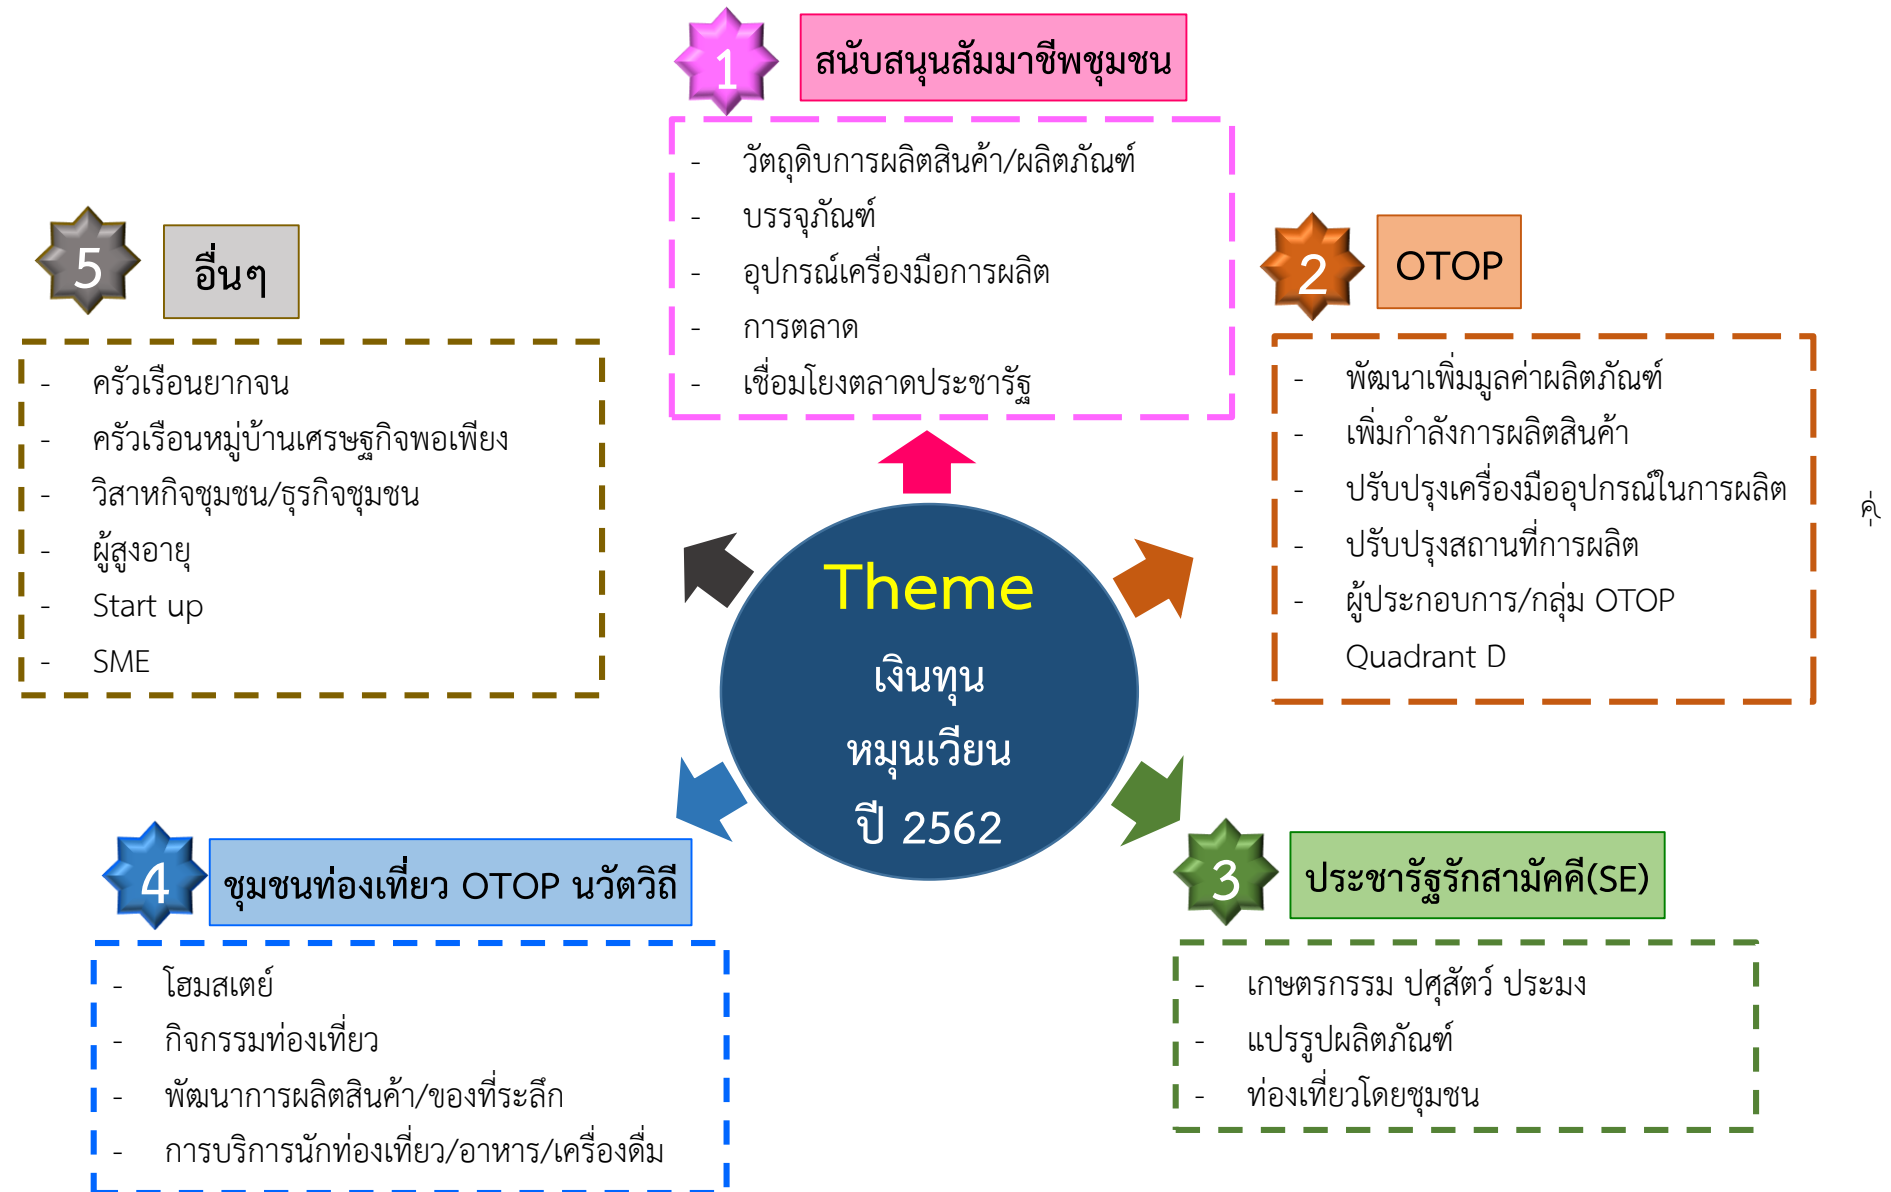 1
สนับสนุนสัมมาชีพชุมชน
- วัตถุดิบการผลิตสินค้า/ผลิตภัณฑ์
- บรรจุภัณฑ์
- อุปกรณ์เครื่องมือการผลิต
- การตลาด
- เชื่อมโยงตลาดประชารัฐ
2
OTOP
- พัฒนาเพิ่มมูลค่าผลิตภัณฑ์
- เพิ่มกำลังการผลิตสินค้า
- ปรับปรุงเครื่องมืออุปกรณ์ในการผลิต
- ปรับปรุงสถานที่การผลิต
- ผู้ประกอบการ/กลุ่ม OTOP
Quadrant D
3
ประชารัฐรักสามัคคี(SE)
- เกษตรกรรม ปศุสัตว์ ประมง
- แปรรูปผลิตภัณฑ์
- ท่องเที่ยวโดยชุมชน
4
ชุมชนท่องเที่ยว OTOP นวัตวิถี
- โฮมสเตย์
- กิจกรรมท่องเที่ยว
- พัฒนาการผลิตสินค้า/ของที่ระลึก
- การบริการนักท่องเที่ยว/อาหาร/เครื่องดื่ม
5
อื่นๆ
- ครัวเรือนยากจน
- ครัวเรือนหมู่บ้านเศรษฐกิจพอเพียง
- วิสาหกิจชุมชน/ธุรกิจชุมชน
- ผู้สูงอายุ
- Start up
- SME
Theme
เงินทุน
หมุนเวียน
ปี 2562